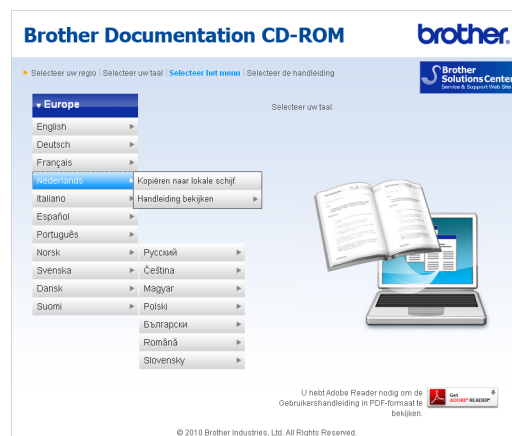 Brother Documentation CD-ROM
brother
Selecteer uw regio | Selecteer uw taal | Selecteer het menu | Selecteer de handleiding
Brother
Solutions Center
Service & Support Web Site
Europe
Selecteer uw taal.
English
Deutsch
Français
Nederlands
Kopiëren naar lokale schijf
Italiano
Handleiding bekijken
Español
Português
Norsk
Русский
Svenska
Čeština
Dansk
Magyar
Suomi
Polski
Български
Română
Slovensky
U hebt Adobe Reader nodig om de
Gebruikershandleiding in PDF-formaat te
bekijken.
Get
ADOBE® READER®
© 2010 Brother Industries, Ltd. All Rights Reserved.